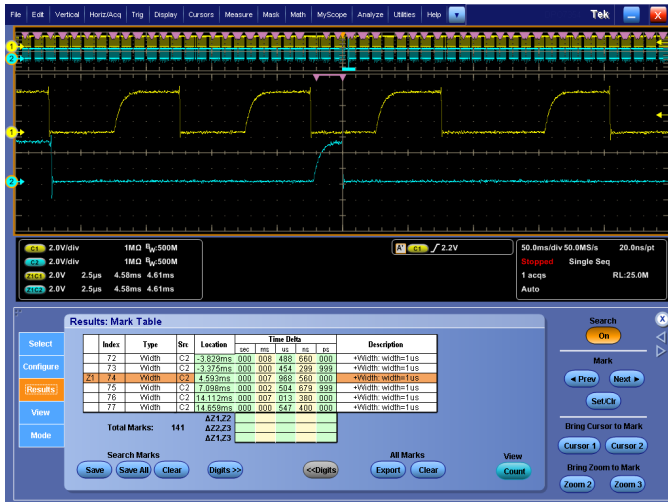 File Edit Vertical Horiz/Acq Trig Display Cursors Measure Mask Math MyScope Analyze Utilities Help Tek X
1
2
1
2
C1 2.0V/div 1MΩ BW:500M
C2 2.0V/div 1MΩ BW:500M
Z1C1 2.0V 2.5µs 4.58ms 4.61ms
Z1C2 2.0V 2.5µs 4.58ms 4.61ms
A' C1 2.2V
50.0ms/div 50.0MS/s 20.0ns/pt
Stopped Single Seq
1 acqs RL:25.0M
Auto
Results: Mark Table
Select
Configure
Results
View
Mode
Index Type Src Location Time Delta Description
sec ms us ns ps
72 Width C2 -3.829ms 000 008 488 660 000 +Width: width=1us
73 Width C2 -3.375ms 000 000 454 299 999 +Width: width=1us
Z1 74 Width C2 4.593ms 000 007 968 560 000 +Width: width=1us
75 Width C2 7.098ms 000 002 504 679 999 +Width: width=1us
76 Width C2 14.112ms 000 007 013 380 000 +Width: width=1us
77 Width C2 14.659ms 000 000 547 400 000 +Width: width=1us
Total Marks: 141
ΔZ1,Z2
ΔZ2,Z3
ΔZ1,Z3
Search Marks
Save Save All Clear
Digits >>
<<Digits
All Marks
Export Clear
View
Count
Search X
On
Mark
Prev Next
Set/Clr
Bring Cursor to Mark
Cursor 1 Cursor 2
Bring Zoom to Mark
Zoom 2 Zoom 3